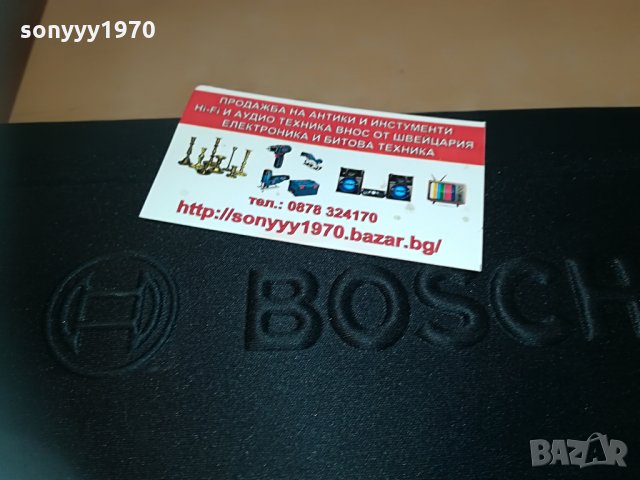 sonyyy1970
ПРОДАЖБА НА АНТИКИ И ИНСТУМЕНТИ
Hi-Fi И АУДИО ТЕХНИКА ВНОС ОТ ШВЕЙЦАРИЯ
ЕЛЕКТРОНИКА И БИТОВА ТЕХНИКА
тел.: 0878 324170
http://sonyyy1970.bazar.bg/
BOSCH
BAZAR
sonyyy1970